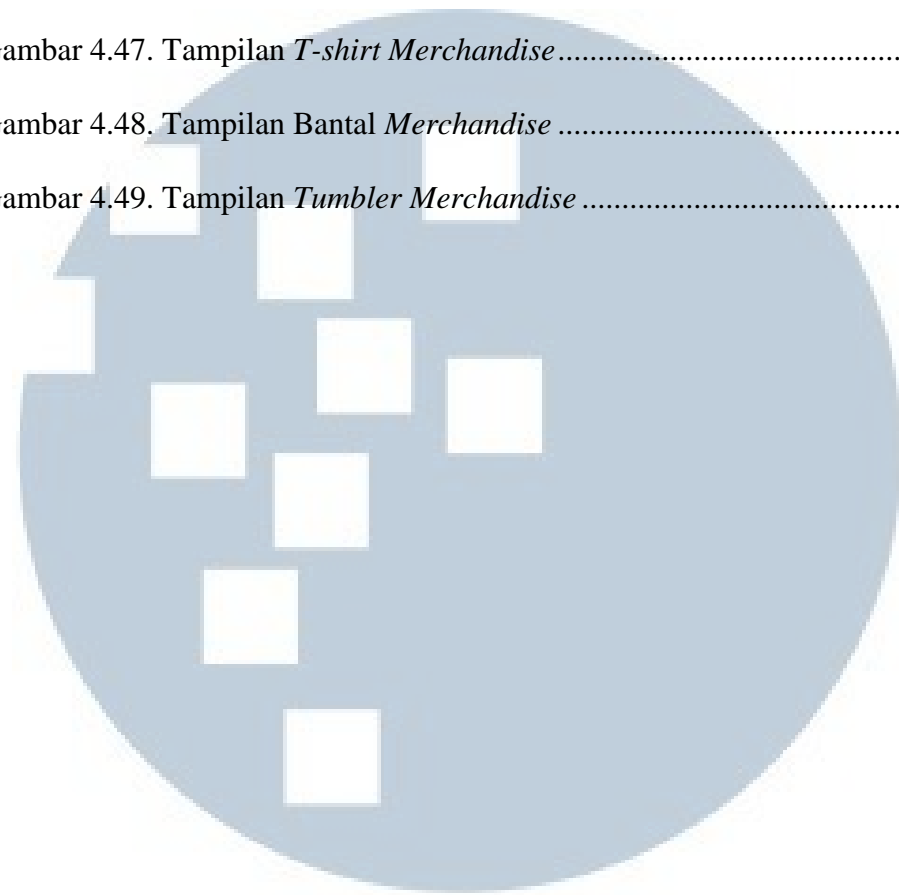 ambar 4.47. Tampilan T-shirt Merchandise..........................................
ambar 4.48. Tampilan Bantal Merchandise ..........................................
ambar 4.49. Tampilan Tumbler Merchandise .......................................